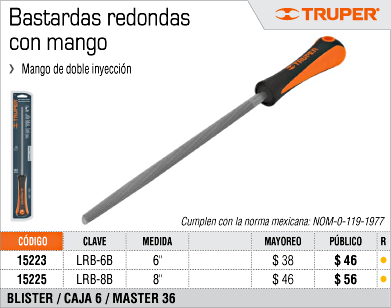 Bastardas redondas
con mango
TRUPER
❯ Mango de doble inyección
TRUPER
Cumplen con la norma mexicana: NOM-0-119-1977
CÓDIGO CLAVE MEDIDA MAYOREO PÚBLICO R
15223 LRB-6B 6" $ 38 $ 46
15225 LRB-8B 8" $ 46 $ 56
BLISTER / CAJA 6 / MASTER 36